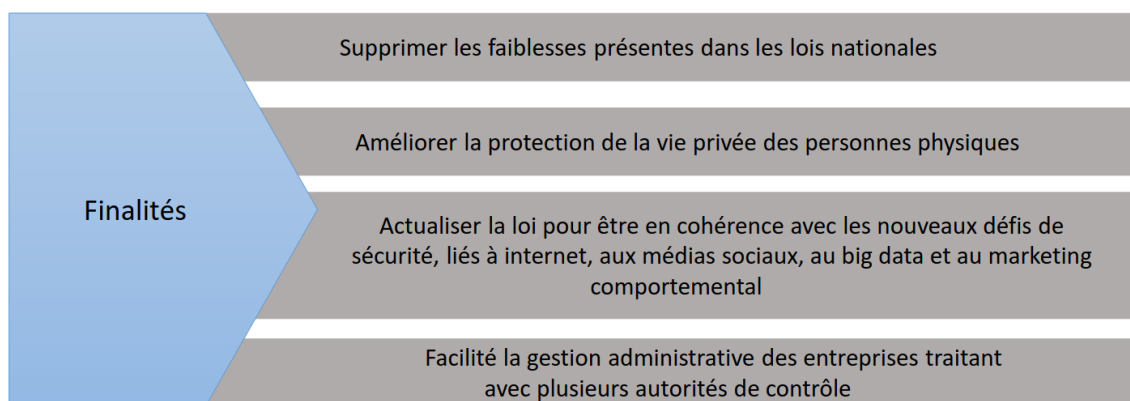 Supprimer les faiblesses présentes dans les lois nationales
Améliorer la protection de la vie privée des personnes physiques
Finalités
Actualiser la loi pour être en cohérence avec les nouveaux défis de
sécurité, liés à internet, aux médias sociaux, au big data et au marketing
comportemental
Facilité la gestion administrative des entreprises traitant
avec plusieurs autorités de contrôle